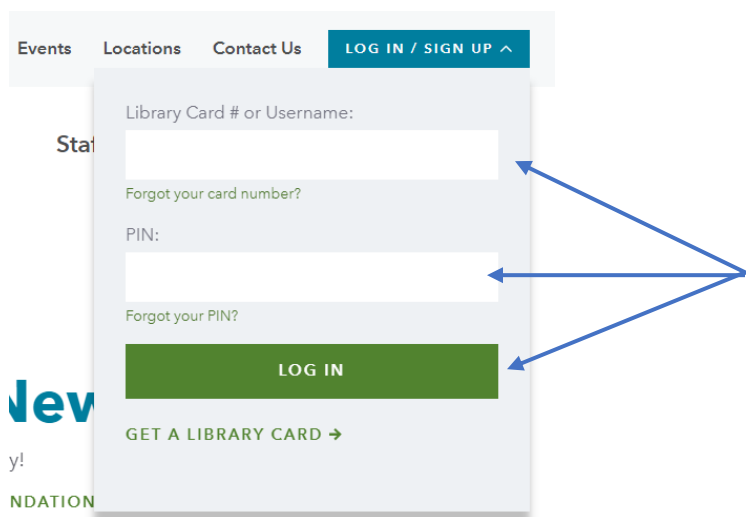 Events Locations Contact Us LOG IN / SIGN UP
Library Card # or Username:
Forgot your card number?
PIN:
Forgot your PIN?
LOG IN
GET A LIBRARY CARD
y!